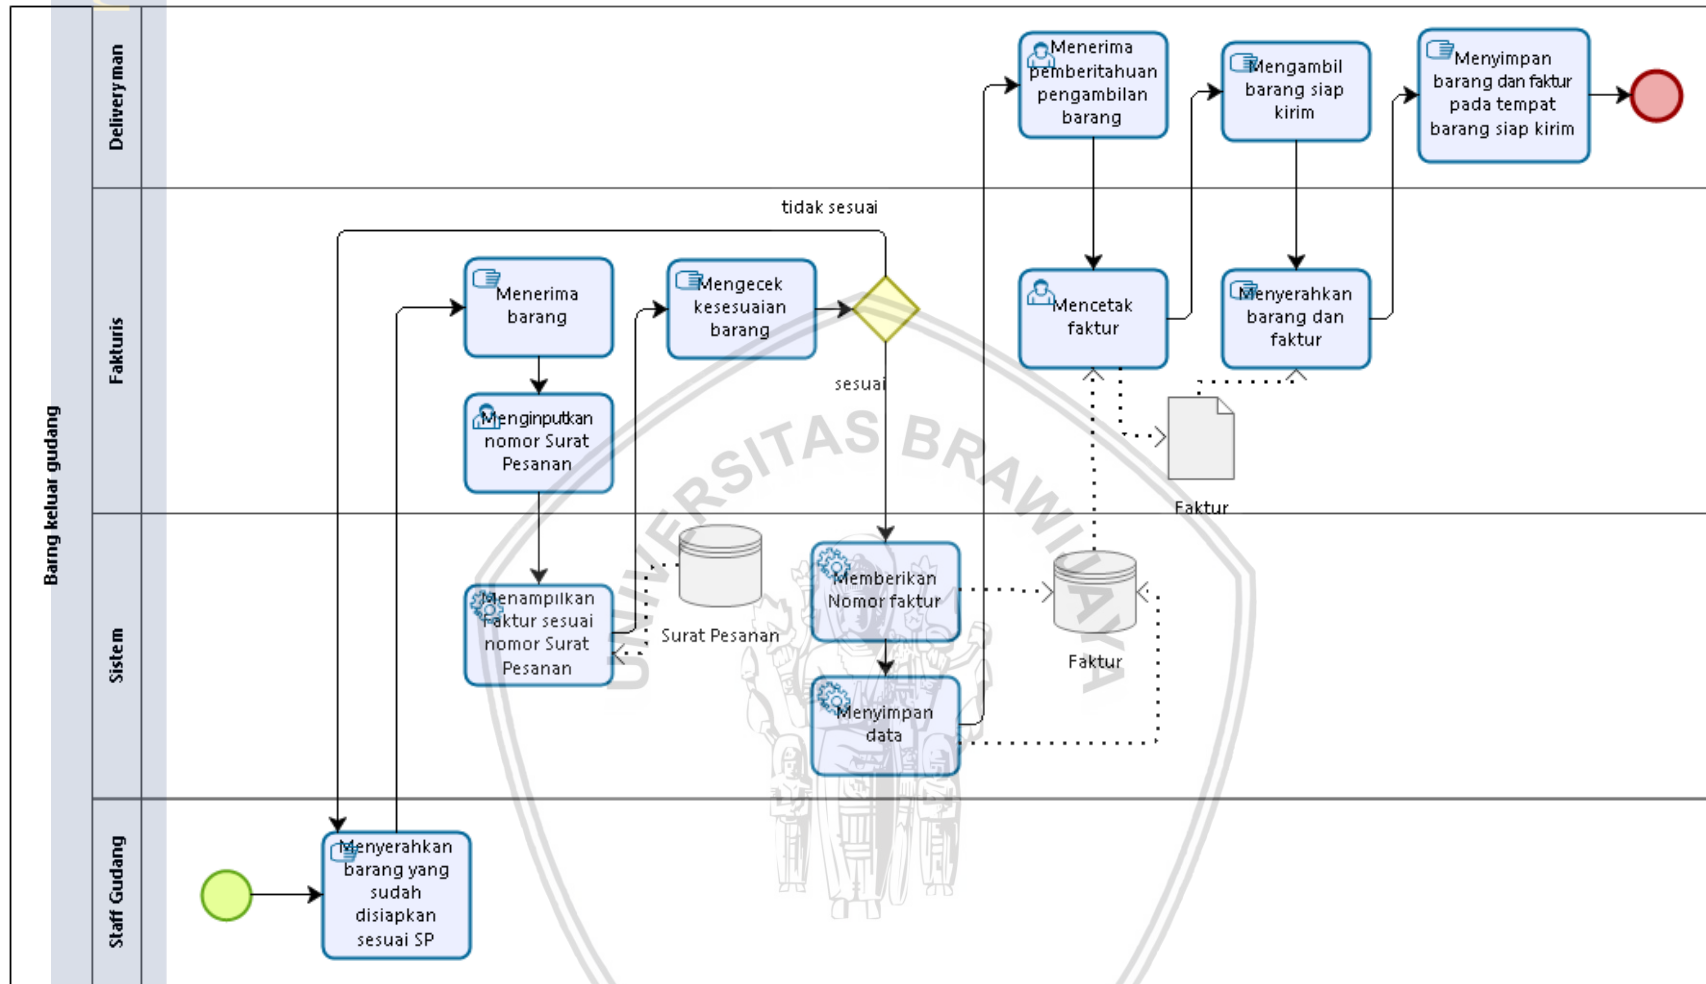 Barang keluar gudang
Deliveryman
Menerima
pemberitahuan
pengambilan
barang
Mengambil
barang siap
kirim
Menyimpan
barang dan faktur
pada tempat
barang siap kirim
Fakturis
tidak sesuai
Menerima
barang
Mengecek
kesesuaian
barang
sesuai
Menginputkan
nomor Surat
Pesanan
Mencetak
faktur
Menyerahkan
barang dan
faktur
Faktur
Sistem
Menampilkan
Faktur sesuai
nomor Surat
Pesanan
Surat Pesanan
Memberikan
Nomor faktur
Faktur
Menyimpan
data
Staff Gudang
Menyerahkan
barang yang
sudah
disiapkan
sesuai SP
UNIVERSITAS BRAWIJAYA